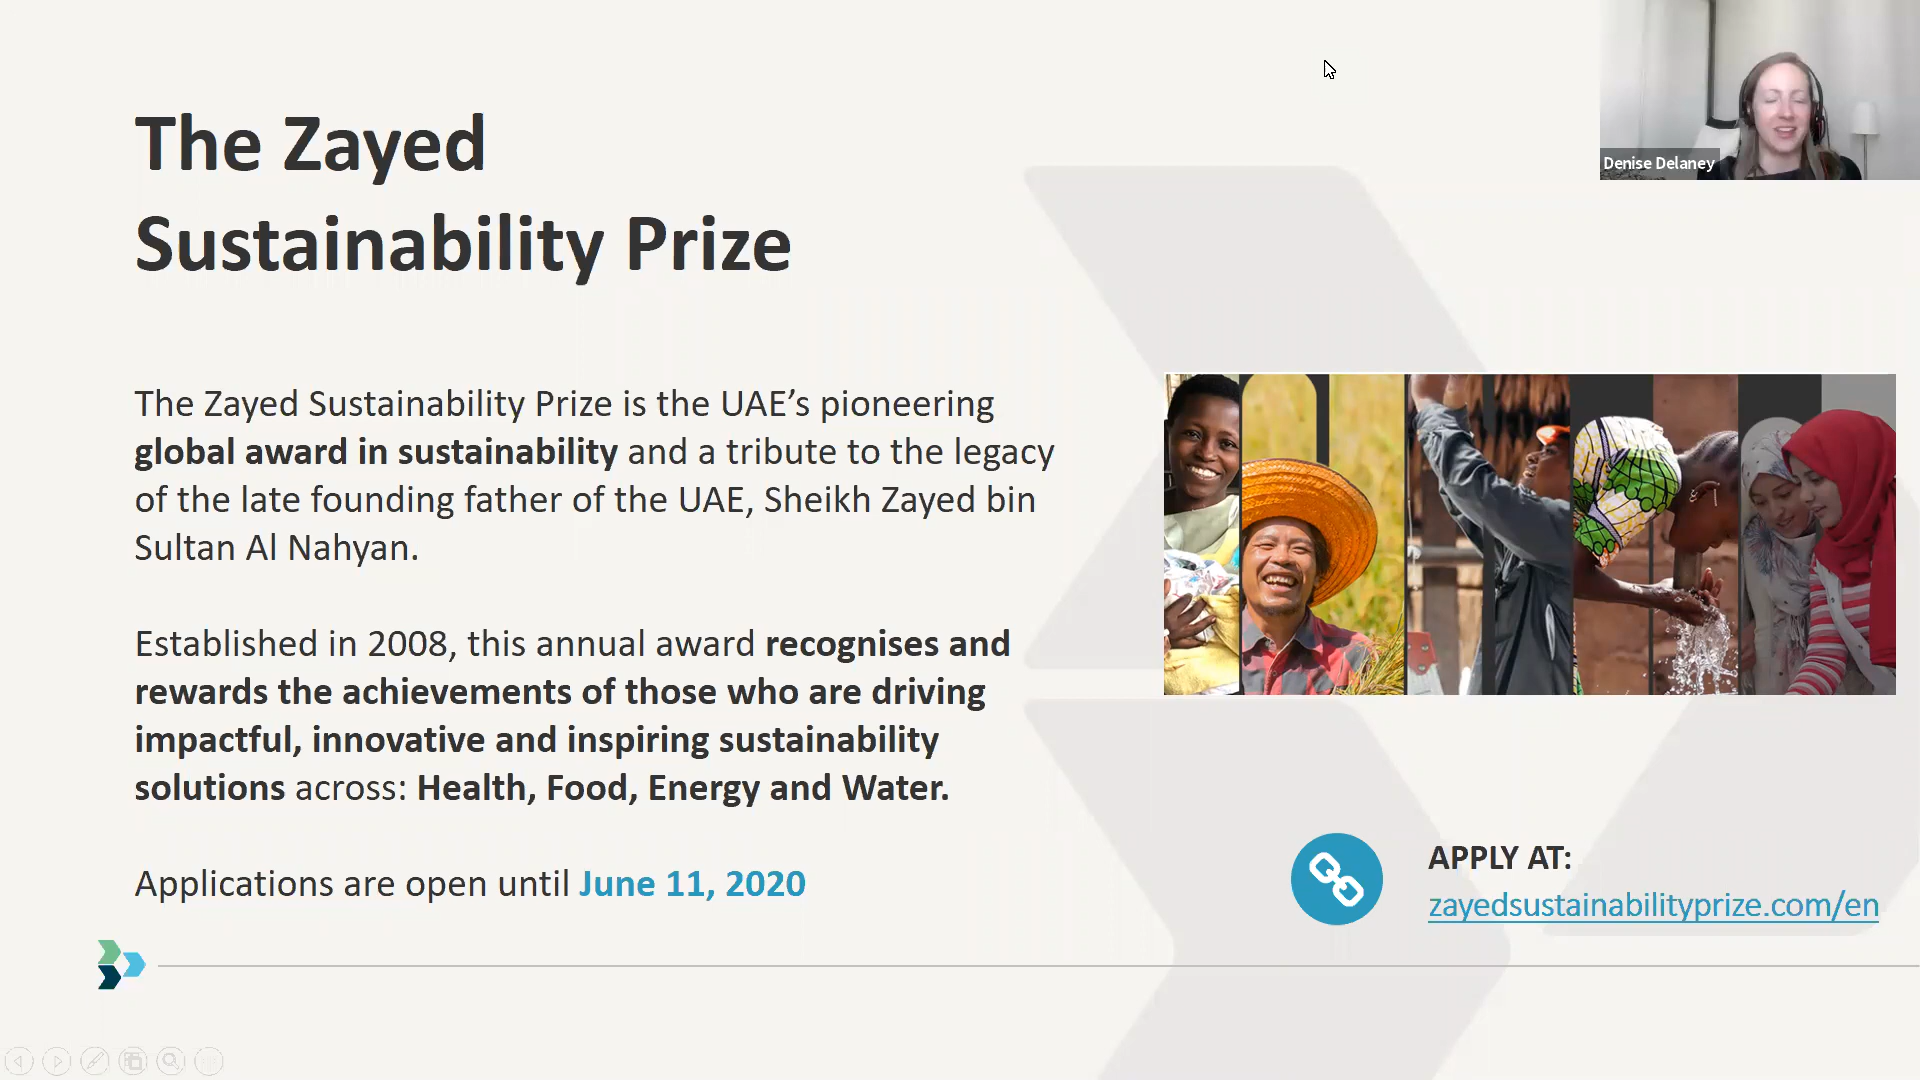 The Zayed
Sustainability Prize
Denise Delaney
The Zayed Sustainability Prize is the UAE’s pioneering
global award in sustainability and a tribute to the legacy
of the late founding father of the UAE, Sheikh Zayed bin
Sultan Al Nahyan.
Established in 2008, this annual award recognises and
rewards the achievements of those who are driving
impactful, innovative and inspiring sustainability
solutions across: Health, Food, Energy and Water.
Applications are open until June 11, 2020
APPLY AT:
zayedsustainabilityprize.com/en